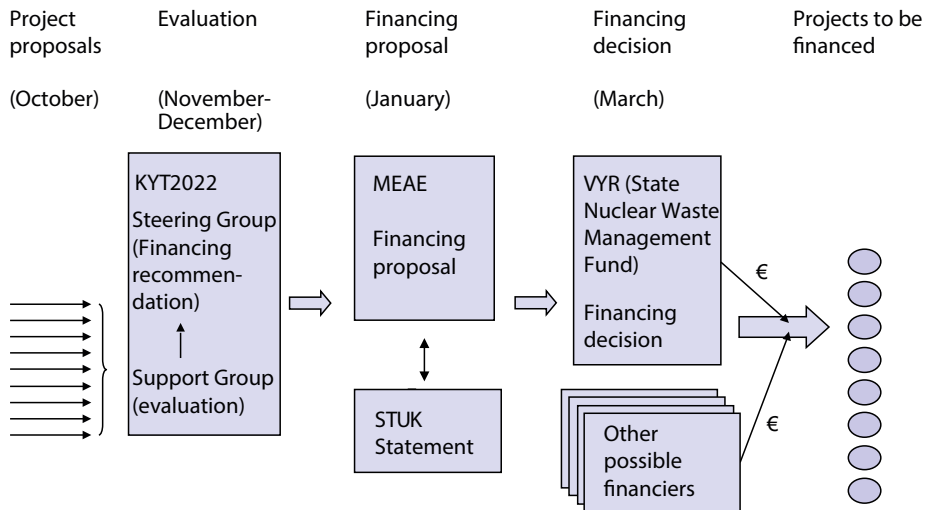 Project
proposals
(October)
Evaluation
(November-
December)
Financing
proposal
(January)
Financing
decision
(March)
Projects to be
financed
KYT2022
Steering Group
(Financing
recommen-
dation)
Support Group
(evaluation)
MEAE
Financing
proposal
STUK
Statement
VYR (State
Nuclear Waste
Management
Fund)
Financing
decision
€
€
Other
possible
financiers